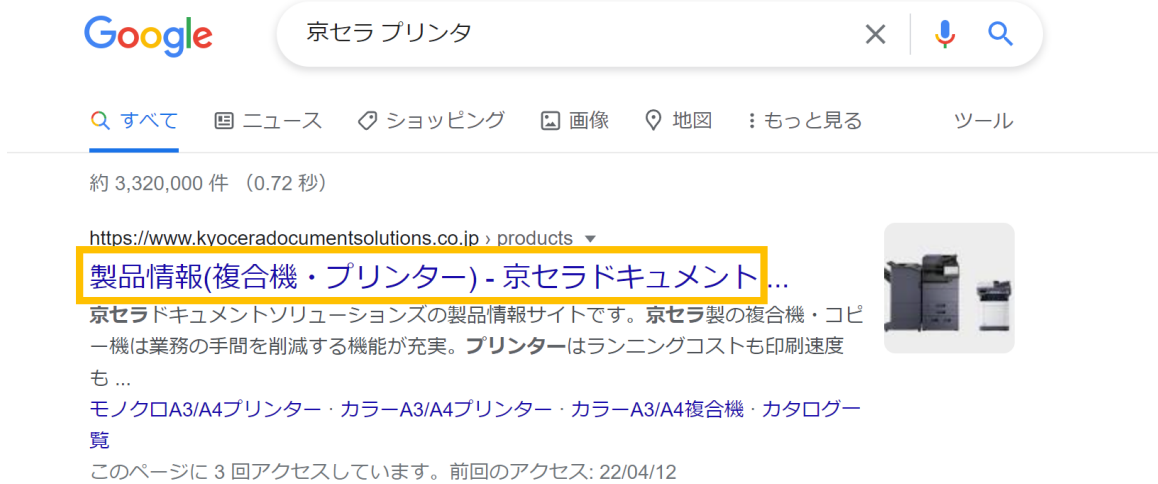 Google 京セラ プリンタ
すべて ニュース ショッピング 画像 地図 もっと見る ツール
約 3,320,000 件 （0.72 秒）
https://www.kyoceradocumentsolutions.co.jp › products
製品情報(複合機・プリンター) - 京セラドキュメント ...
京セラドキュメントソリューションズの製品情報サイトです。京セラ製の複合機・コピ
ー機は業務の手間を削減する機能が充実。プリンターはランニングコストも印刷速度
も ...
モノクロA3/A4プリンター · カラーA3/A4プリンター · カラーA3/A4複合機 · カタログ一
覧
このページに 3 回アクセスしています。前回のアクセス: 22/04/12